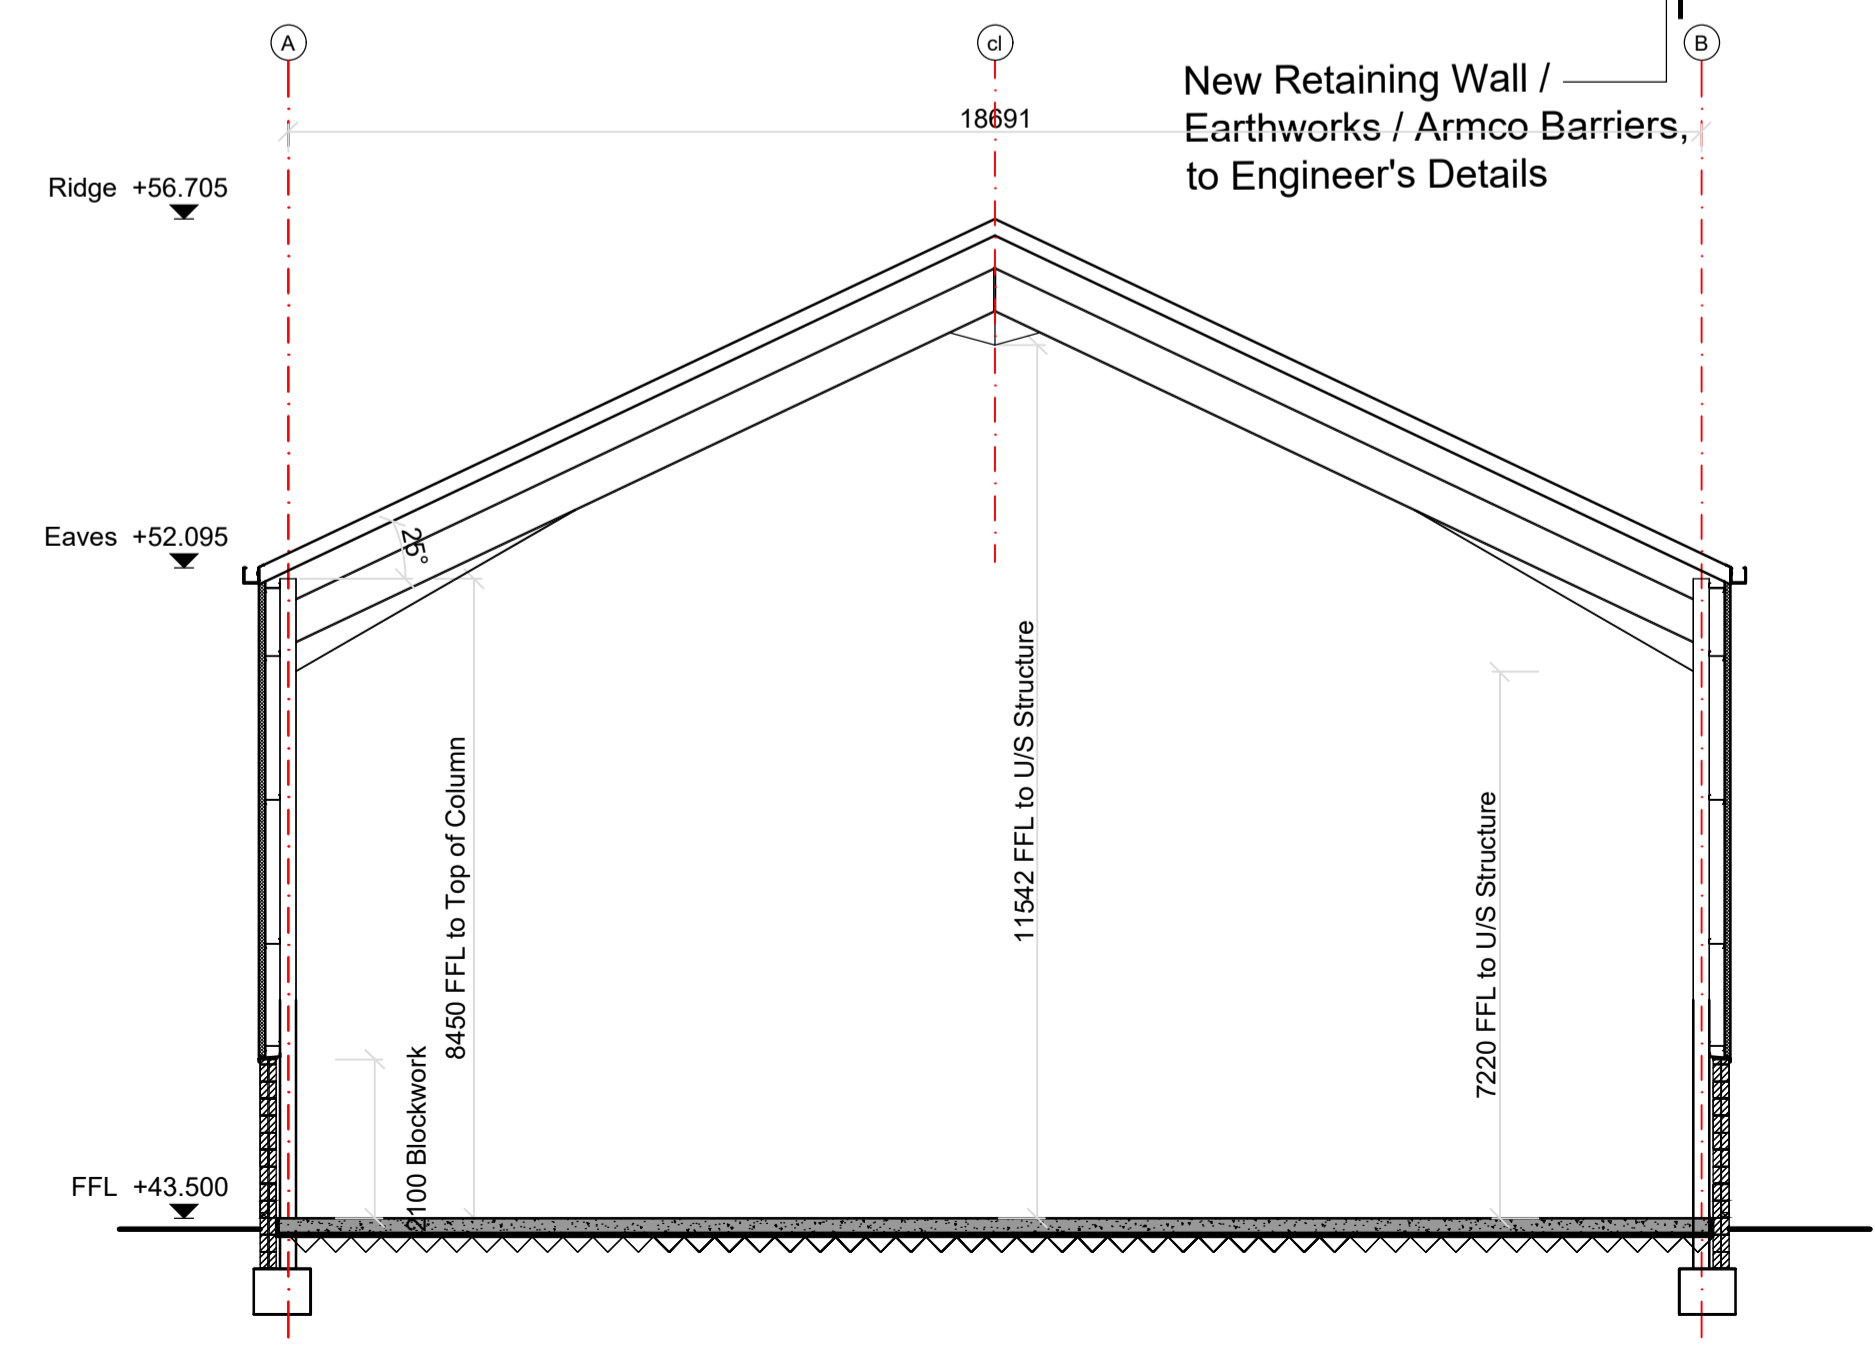 A
cl
B
18691
New Retaining Wall /
Earthworks / Armco Barriers,
to Engineer's Details
Ridge +56.705
Eaves +52.095
25°
8450 FFL to Top of Column
11542 FFL to U/S Structure
7220 FFL to U/S Structure
2100 Blockwork
FFL +43.500